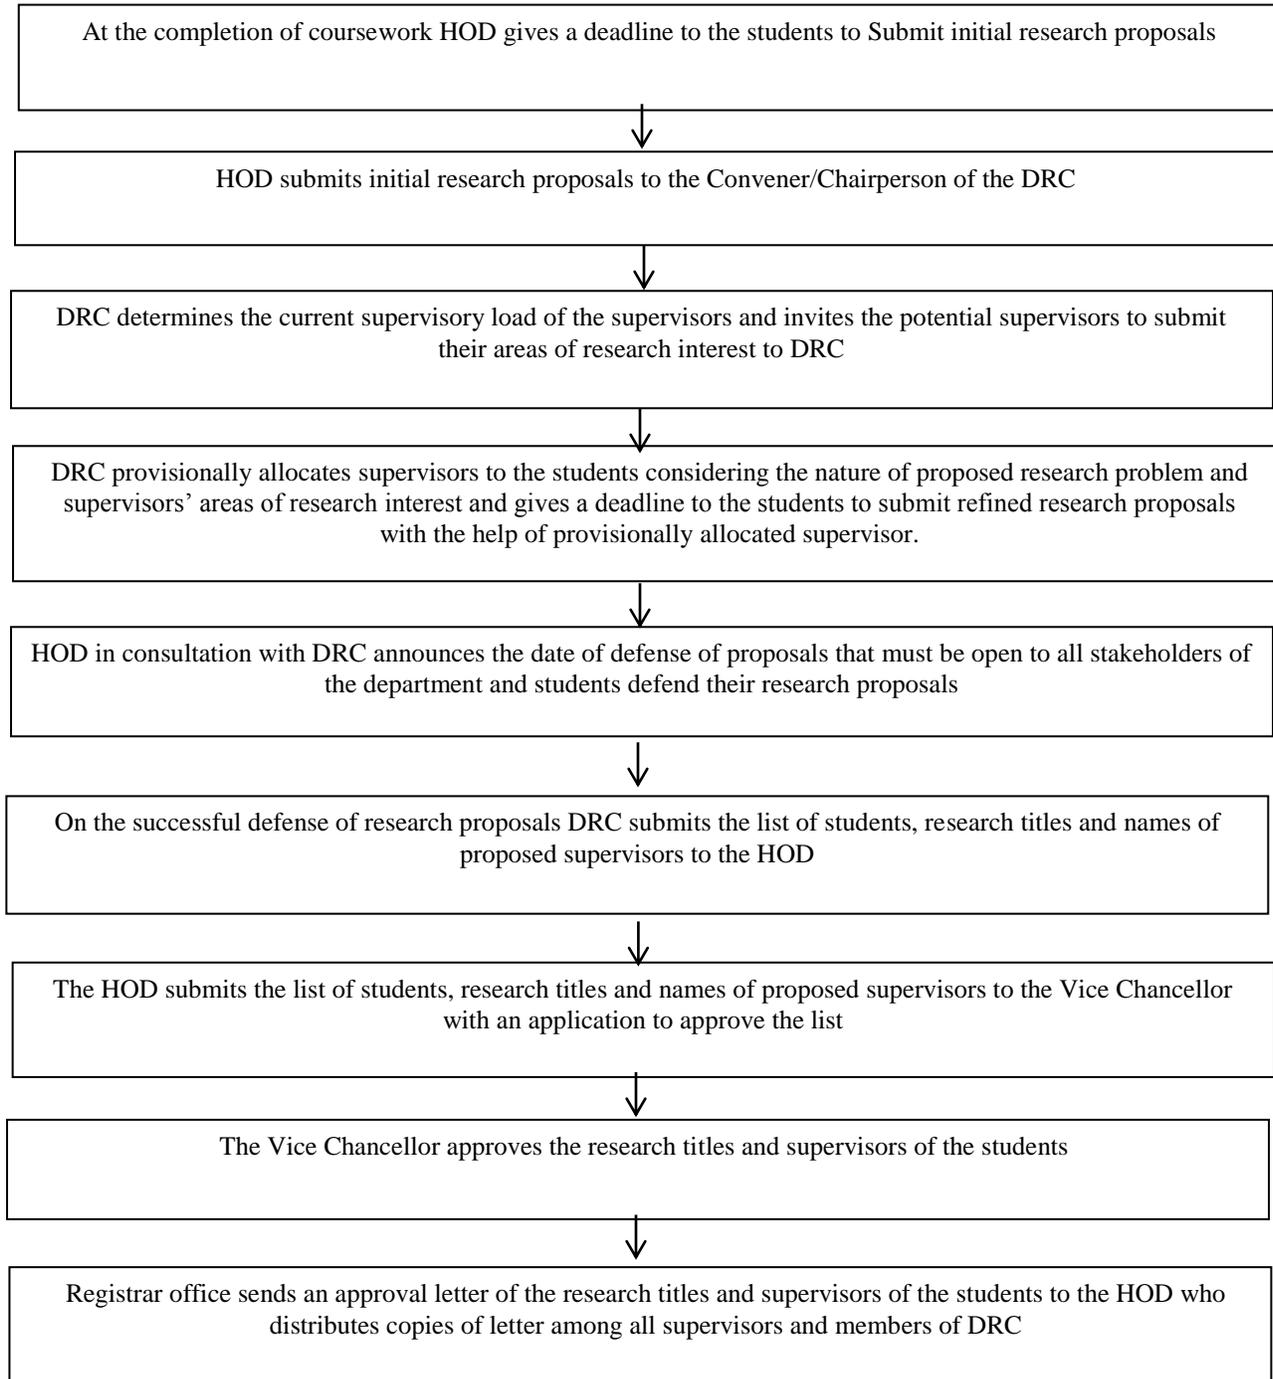 At the completion of coursework HOD gives a deadline to the students to Submit initial research proposals
HOD submits initial research proposals to the Convener/Chairperson of the DRC
DRC determines the current supervisory load of the supervisors and invites the potential supervisors to submit
their areas of research interest to DRC
DRC provisionally allocates supervisors to the students considering the nature of proposed research problem and
supervisors’ areas of research interest and gives a deadline to the students to submit refined research proposals
with the help of provisionally allocated supervisor.
HOD in consultation with DRC announces the date of defense of proposals that must be open to all stakeholders of
the department and students defend their research proposals
On the successful defense of research proposals DRC submits the list of students, research titles and names of
proposed supervisors to the HOD
The HOD submits the list of students, research titles and names of proposed supervisors to the Vice Chancellor
with an application to approve the list
The Vice Chancellor approves the research titles and supervisors of the students
Registrar office sends an approval letter of the research titles and supervisors of the students to the HOD who
distributes copies of letter among all supervisors and members of DRC